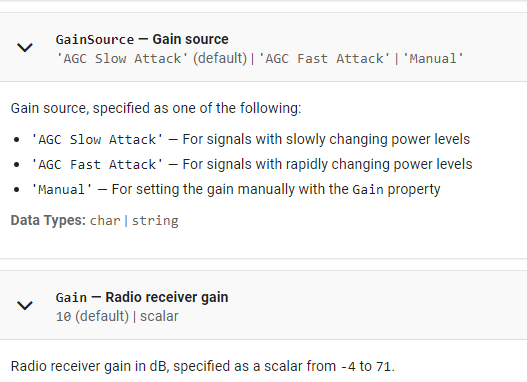 GainSource — Gain source
'AGC Slow Attack' (default) | 'AGC Fast Attack' | 'Manual'
Gain source, specified as one of the following:
• 'AGC Slow Attack' — For signals with slowly changing power levels
• 'AGC Fast Attack' — For signals with rapidly changing power levels
• 'Manual' — For setting the gain manually with the Gain property
Data Types: char | string
Gain — Radio receiver gain
10 (default) | scalar
Radio receiver gain in dB, specified as a scalar from -4 to 71.